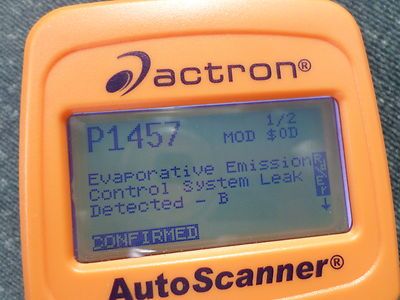 actron®
1/2
P1457 MOD $0D
Evaporative Emission
Control System Leak
Detected - B
CONFIRMED
AutoScanner®